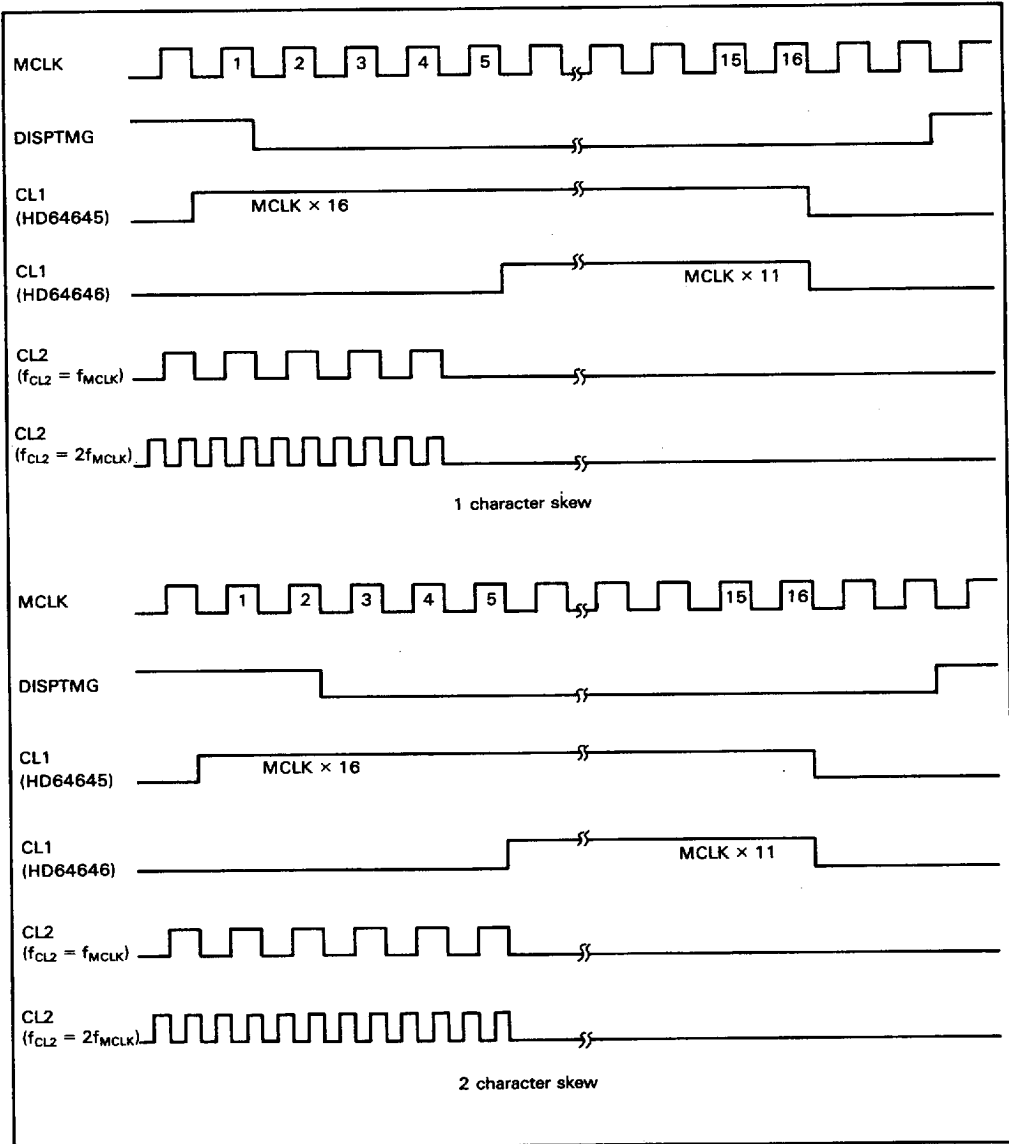 MCLK 1 2 3 4 5 15 16
DISPTMG
CL1
(HD64645)
MCLK × 16
CL1
(HD64646)
MCLK × 11
CL2
(fCL2 = fMCLK)
CL2
(fCL2 = 2fMCLK)
1 character skew
MCLK 1 2 3 4 5 15 16
DISPTMG
CL1
(HD64645)
MCLK × 16
CL1
(HD64646)
MCLK × 11
CL2
(fCL2 = fMCLK)
CL2
(fCL2 = 2fMCLK)
2 character skew